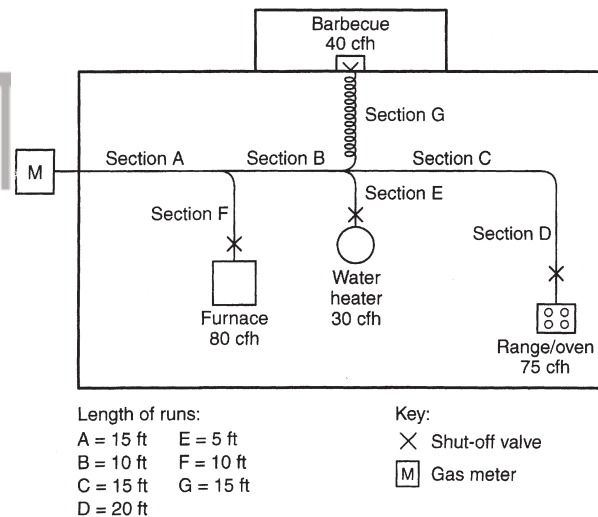 Barbecue
40 cfh
Section G
Section A
Section B
Section C
M
Section E
Section F
Section D
Water
heater
30 cfh
Furnace
80 cfh
Range/oven
75 cfh
Length of runs:
A = 15 ft E = 5 ft
B = 10 ft F = 10 ft
C = 15 ft G = 15 ft
D = 20 ft
Key:
Shut-off valve
M Gas meter